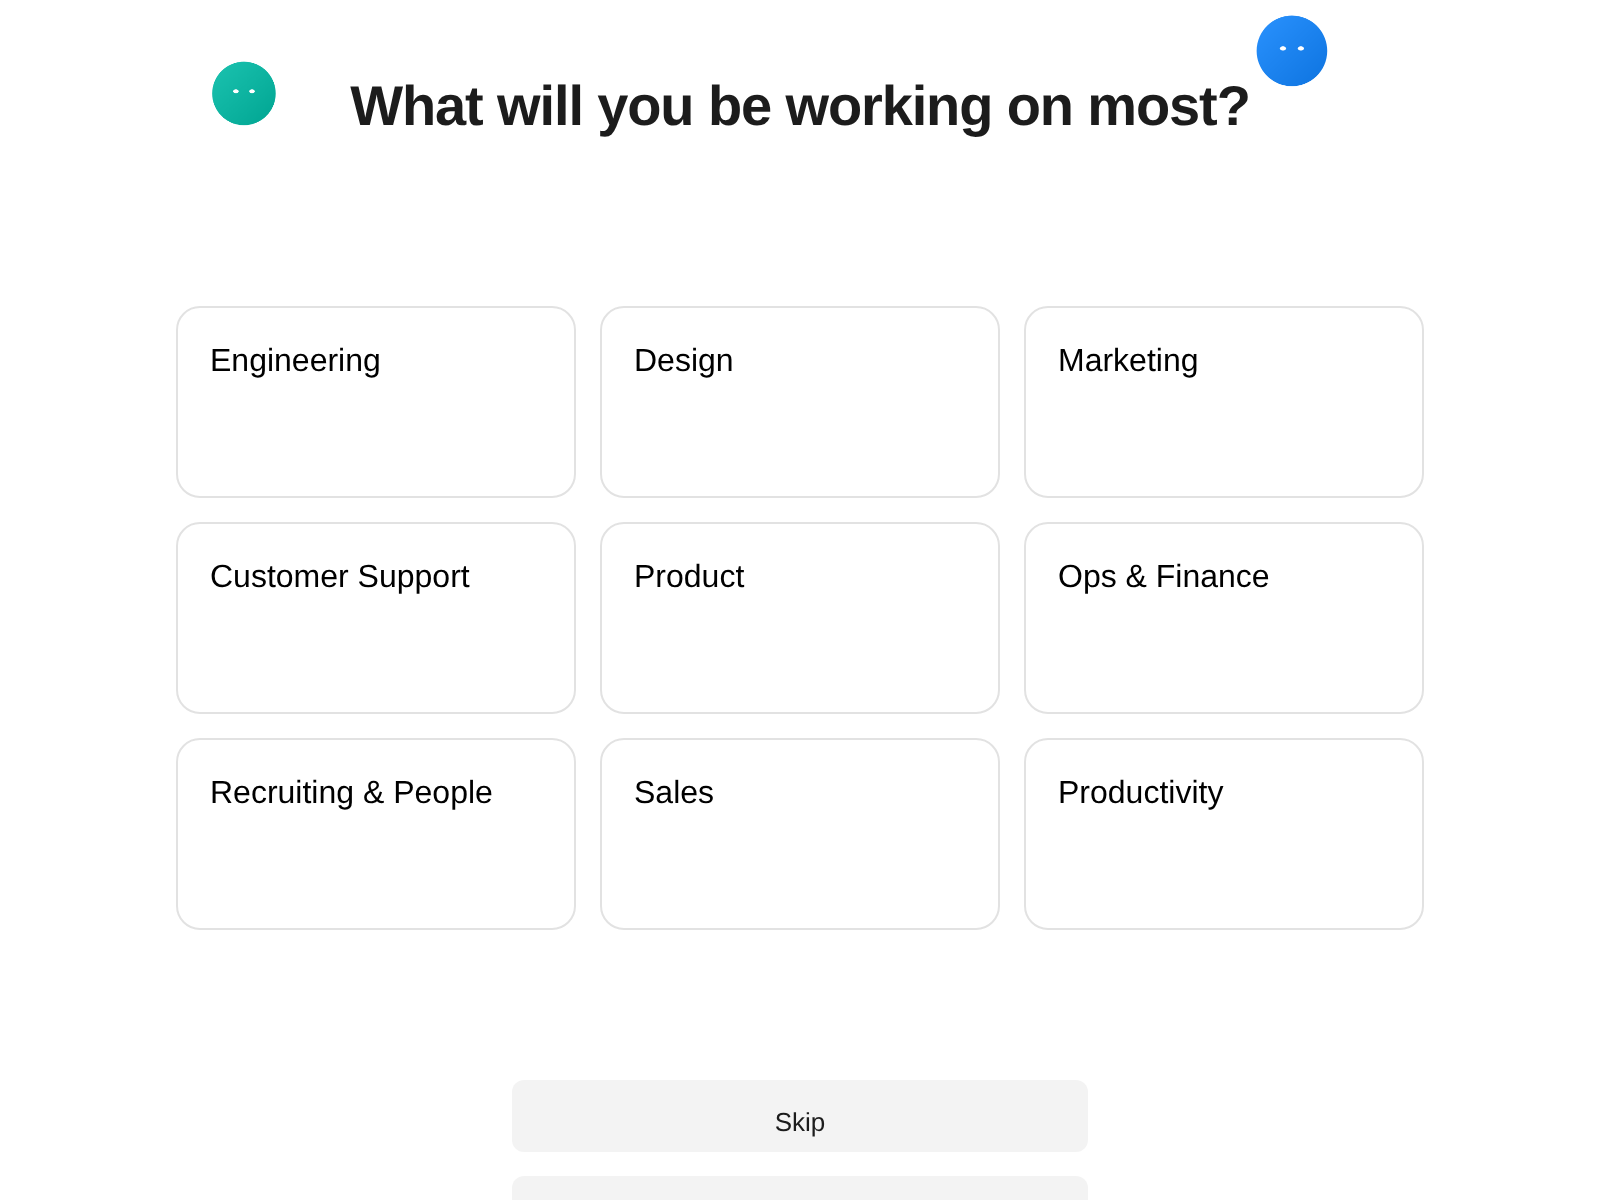 What will you be working on most?
Engineering
Design
Marketing
Customer Support
Product
Ops & Finance
Recruiting & People
Sales
Productivity
Skip